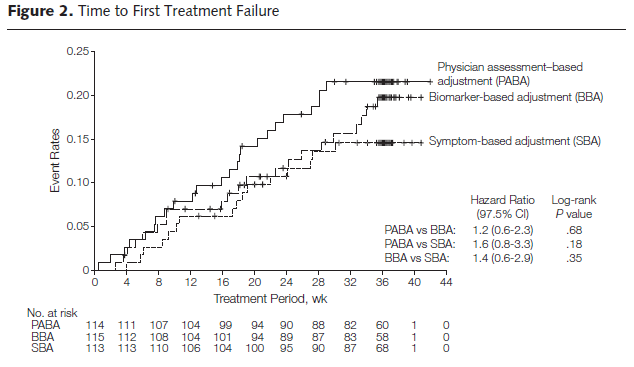 Figure 2. Time to First Treatment Failure
0.25
0.20
0.15
0.10
0.05
0
Event Rates
Physician assessment–based
adjustment (PABA)
Biomarker-based adjustment (BBA)
Symptom-based adjustment (SBA)
Hazard Ratio Log-rank
(97.5% CI) P value
PABA vs BBA: 1.2 (0.6-2.3) .68
PABA vs SBA: 1.6 (0.8-3.3) .18
BBA vs SBA: 1.4 (0.6-2.9) .35
0 4 8 12 16 20 24 28 32 36 40 44
Treatment Period, wk
No. at risk
PABA 114 111 107 104 99 94 90 88 82 60 1 0
BBA 115 112 108 104 101 94 89 87 83 58 1 0
SBA 113 113 110 106 104 100 95 90 87 68 1 0